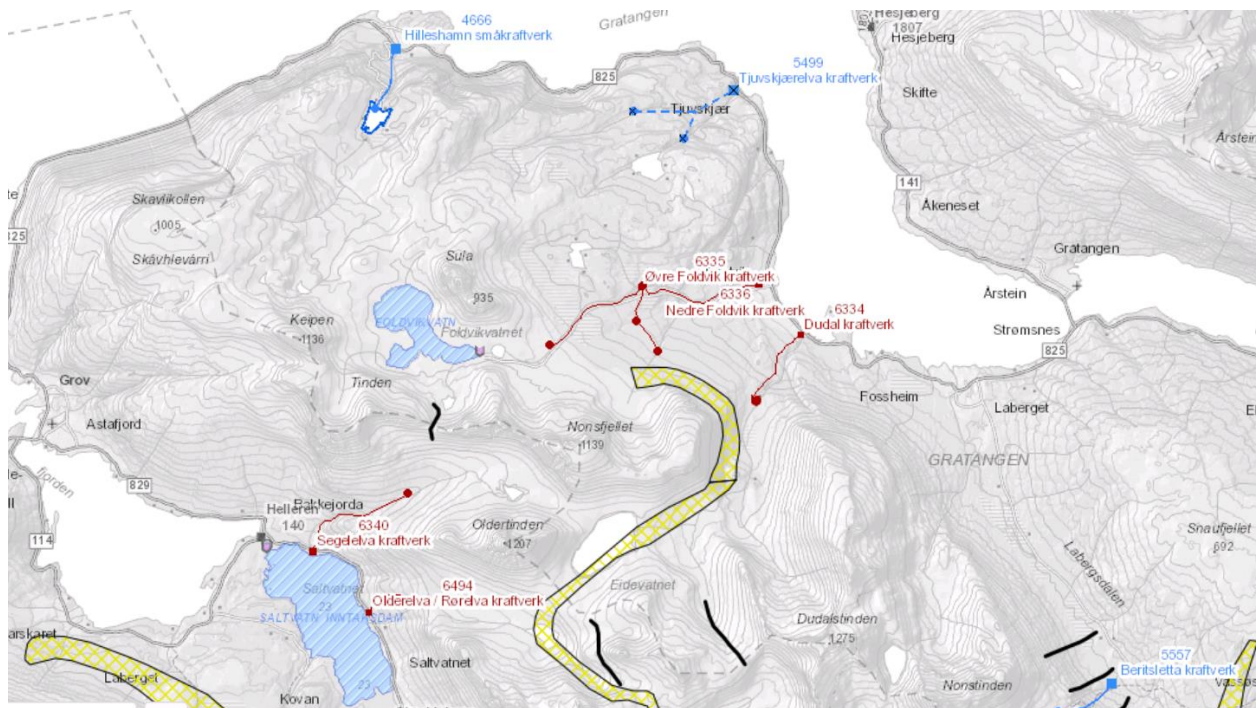 4666
Hilleshamn småkraftverk
Gratangen
Hesjeberg
1807
Hesjeberg
825
5499
Tjuvskjærelva kraftverk
Tjuvskjær
Skifte
Årstein
141
Åkeneset
Skavlikollen
1005
825
Skávhlevárri
Sula
935
Gratangen
6335
Øvre Foldvik kraftverk
6336
Nedre Foldvik kraftverk
6334
Dudal kraftverk
Årstein
Strømsnes
825
Keipen
1136
FOLDVIKVATN
Foldvikvatnet
Grov
Tinden
Fossheim
Laberget
Astafjord
Nonsfjellet
1139
GRATANGEN
fjorden
829
Bakkejorda
Helleren
140
6340
Segelelva kraftverk
114
Oldertinden
1207
Snaufjellet
692
Labergsdalen
Saltvatnet
23
SALTVATN INNTAKSDAM
6494
Olderelva / Rørelva kraftverk
Eidevatnet
Dudalstinden
1275
arskaret
Laberget
Saltvatnet
23
Kovan
5557
Beritsletta kraftverk
Nonstinden